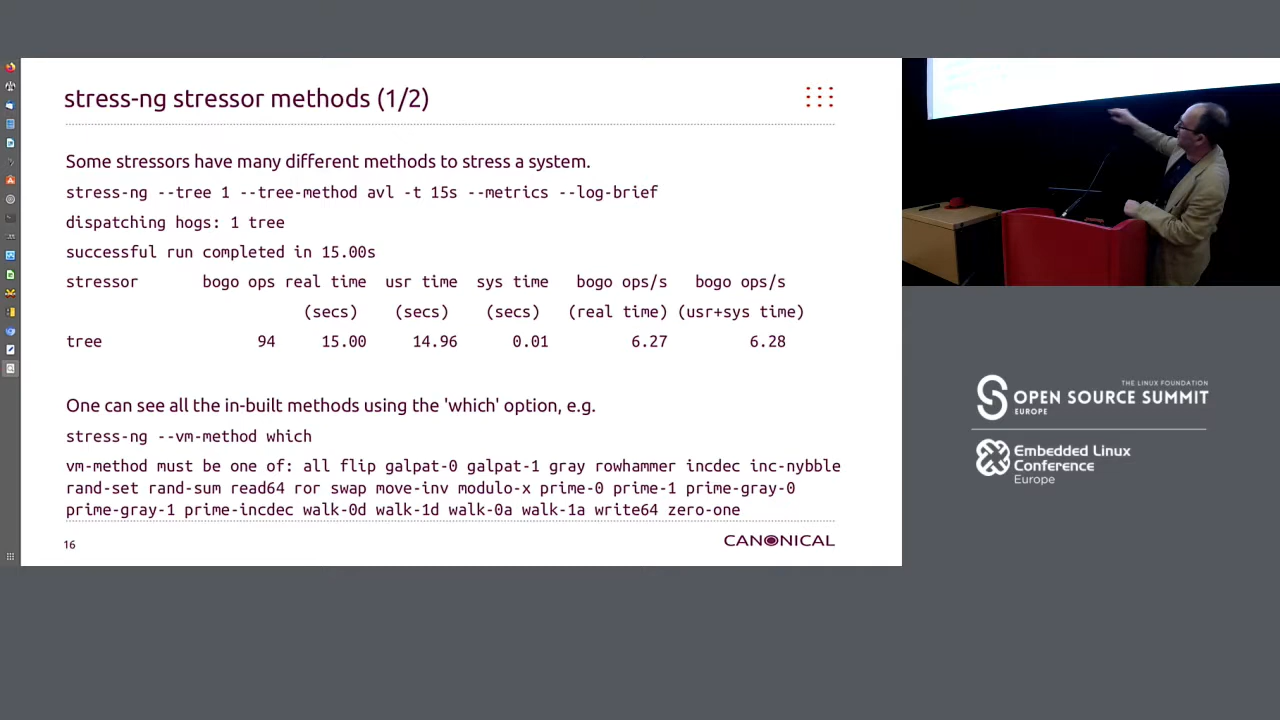 stress-ng stressor methods (1/2)
Some stressors have many different methods to stress a system.
stress-ng --tree 1 --tree-method avl -t 15s --metrics --log-brief
dispatching hogs: 1 tree
successful run completed in 15.00s
stressor bogo ops real time usr time sys time bogo ops/s bogo ops/s
(secs) (secs) (secs) (real time) (usr+sys time)
tree 94 15.00 14.96 0.01 6.27 6.28
One can see all the in-built methods using the 'which' option, e.g.
stress-ng --vm-method which
vm-method must be one of: all flip galpat-0 galpat-1 gray rowhammer incdec inc-nybble
rand-set rand-sum read64 ror swap move-inv modulo-x prime-0 prime-1 prime-gray-0
prime-gray-1 prime-incdec walk-0d walk-1d walk-0a walk-1a write64 zero-one
16
CANONICAL
THE LINUX FOUNDATION
OPEN SOURCE SUMMIT
EUROPE
Embedded Linux
Conference
Europe